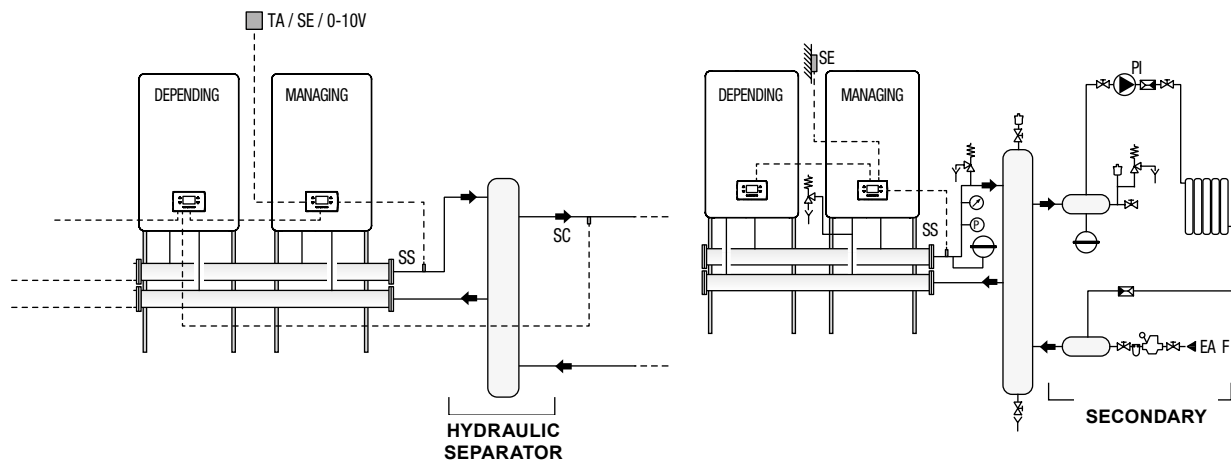 TA / SE / 0-10V
DEPENDING
MANAGING
SS
SC
HYDRAULIC
SEPARATOR
SE
DEPENDING
MANAGING
SS
P
PI
EA F
SECONDARY